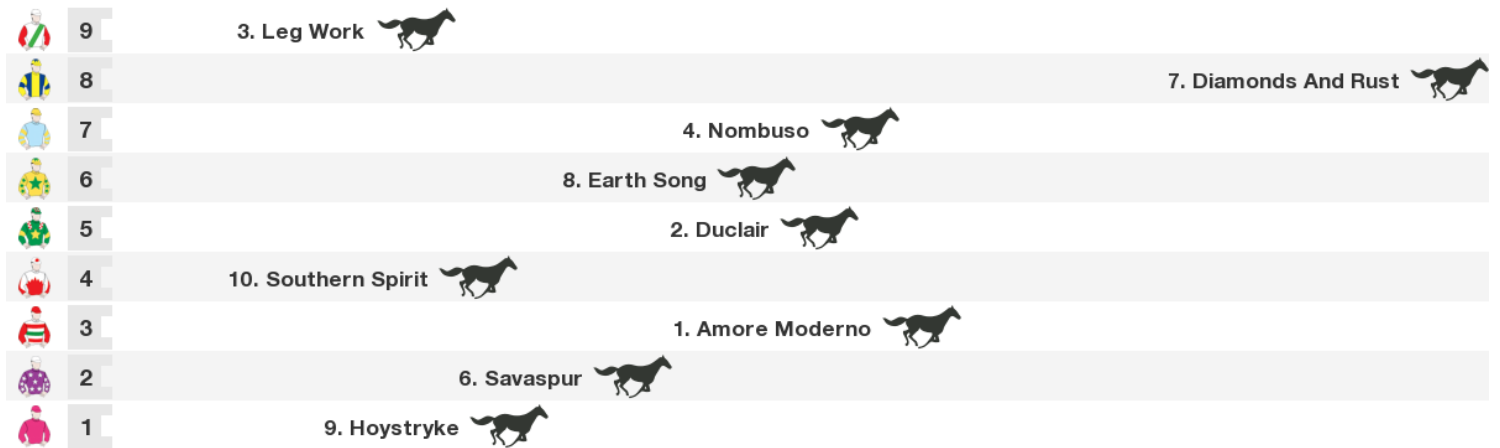 9 3. Leg Work
8 7. Diamonds And Rust
7 4. Nombuso
6 8. Earth Song
5 2. Duclair
4 10. Southern Spirit
3 1. Amore Moderno
2 6. Savaspur
1 9. Hoystryke